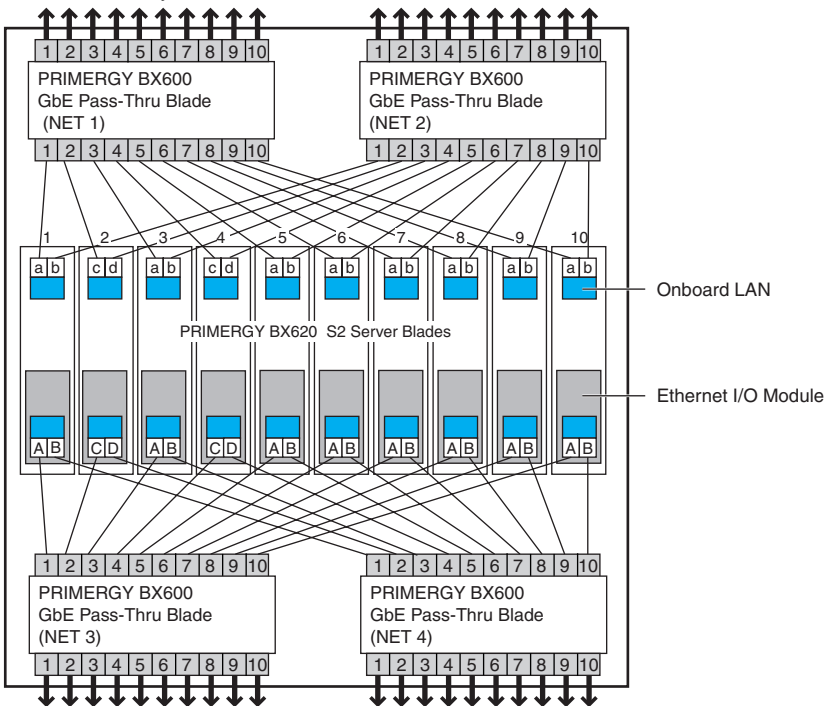 1 2 3 4 5 6 7 8 9 10
PRIMERGY BX600
GbE Pass-Thru Blade
(NET 1)
1 2 3 4 5 6 7 8 9 10
1 2 3 4 5 6 7 8 9 10
PRIMERGY BX600
GbE Pass-Thru Blade
(NET 2)
1 2 3 4 5 6 7 8 9 10
1 2 3 4 5 6 7 8 9 10
a b c d a b c d a b a b a b a b a b a b
Onboard LAN
PRIMERGY BX620 S2 Server Blades
Ethernet I/O Module
A B C D A B C D A B A B A B A B A B A B
1 2 3 4 5 6 7 8 9 10
PRIMERGY BX600
GbE Pass-Thru Blade
(NET 3)
1 2 3 4 5 6 7 8 9 10
1 2 3 4 5 6 7 8 9 10
PRIMERGY BX600
GbE Pass-Thru Blade
(NET 4)
1 2 3 4 5 6 7 8 9 10